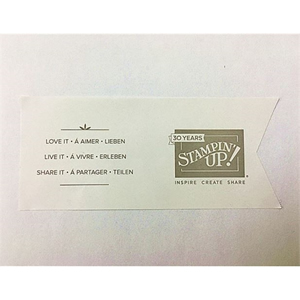 LOVE IT • À AIMER • LIEBEN
LIVE IT • À VIVRE • ERLEBEN
SHARE IT • À PARTAGER • TEILEN
30 YEARS
STAMPIN'
UP!
INSPIRE CREATE SHARE